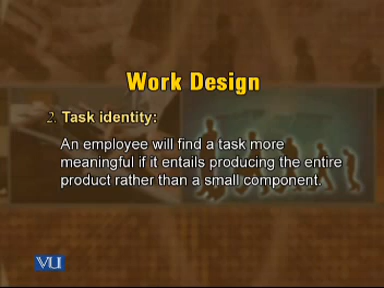 Work Design
2. Task identity:
An employee will find a task more
meaningful if it entails producing the entire
product rather than a small component.
VU